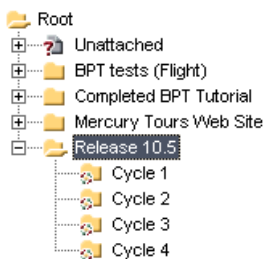 Root
Unattached
BPT tests (Flight)
Completed BPT Tutorial
Mercury Tours Web Site
Release 10.5
Cycle 1
Cycle 2
Cycle 3
Cycle 4